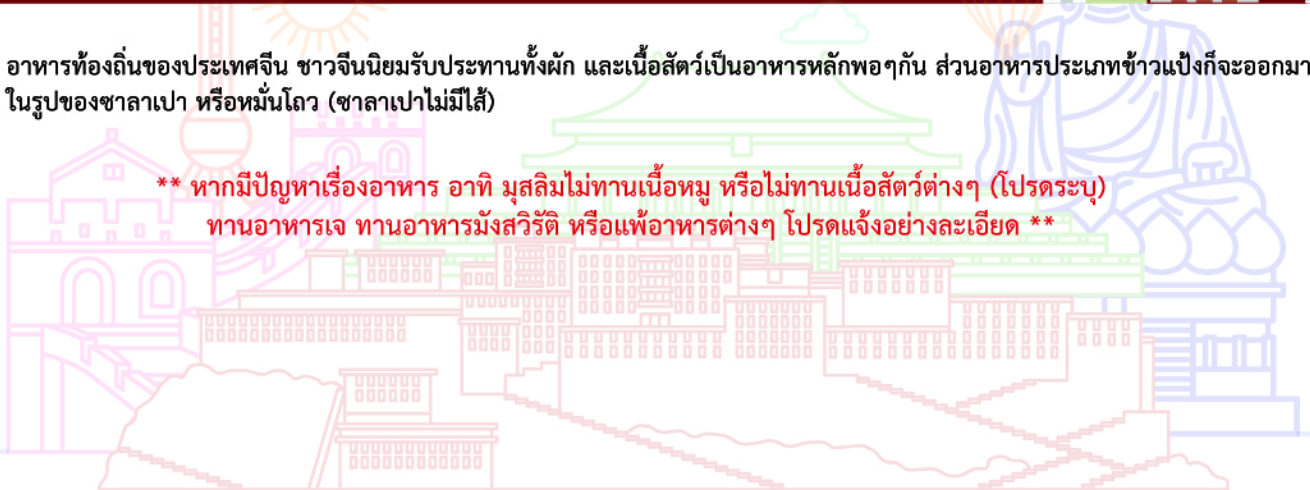 อาหารท้องถิ่นของประเทศจีน ชาวจีนนิยมรับประทานทั้งผัก และเนื้อสัตว์เป็นอาหารหลักพอๆกัน ส่วนอาหารประเภทข้าวแป้งก็จะออกมา
ในรูปของซาลาเปา หรือหมั่นโถว (ซาลาเปาไม่มีไส้)
** หากมีปัญหาเรื่องอาหาร อาทิ มุสลิมไม่ทานเนื้อหมู หรือไม่ทานเนื้อสัตว์ต่างๆ (โปรดระบุ)
ทานอาหารเจ ทานอาหารมังสวิรัติ หรือแพ้อาหารต่างๆ โปรดแจ้งอย่างละเอียด **